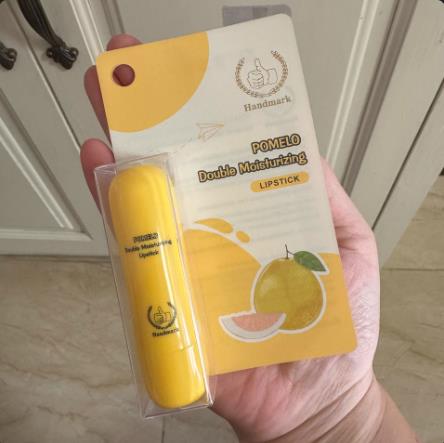 Handmark
POMELO
Double Moisturizing
LIPSTICK
POMELO
Double Moisturizing
Lipstick
Handmark